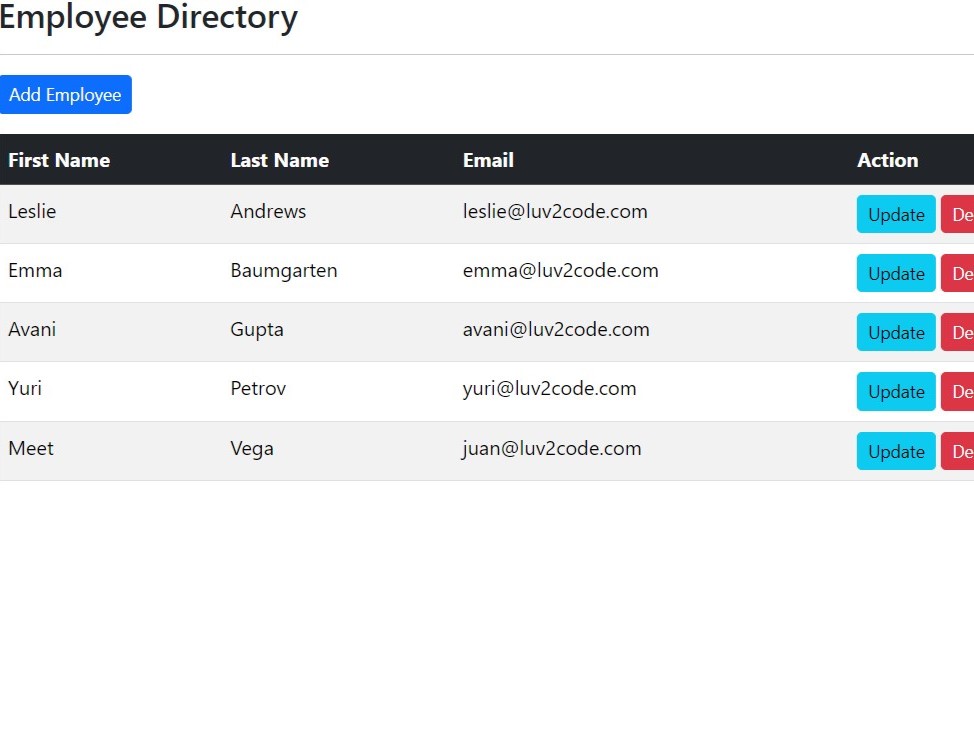 Employee Directory
Add Employee
First Name Last Name Email Action
Leslie Andrews leslie@luv2code.com Update De
Emma Baumgarten emma@luv2code.com Update De
Avani Gupta avani@luv2code.com Update De
Yuri Petrov yuri@luv2code.com Update De
Meet Vega juan@luv2code.com Update De